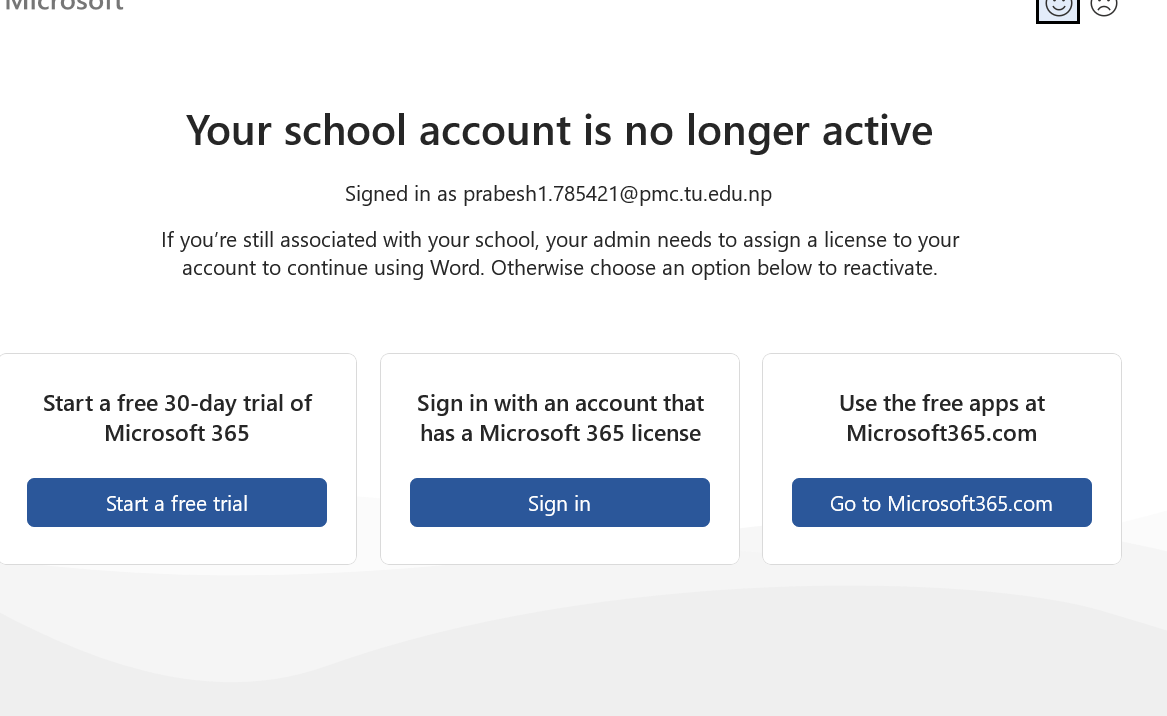 Microsoft
Your school account is no longer active
Signed in as prabesh1.785421@pmc.tu.edu.np
If you’re still associated with your school, your admin needs to assign a license to your
account to continue using Word. Otherwise choose an option below to reactivate.
Start a free 30-day trial of
Microsoft 365
Start a free trial
Sign in with an account that
has a Microsoft 365 license
Sign in
Use the free apps at
Microsoft365.com
Go to Microsoft365.com